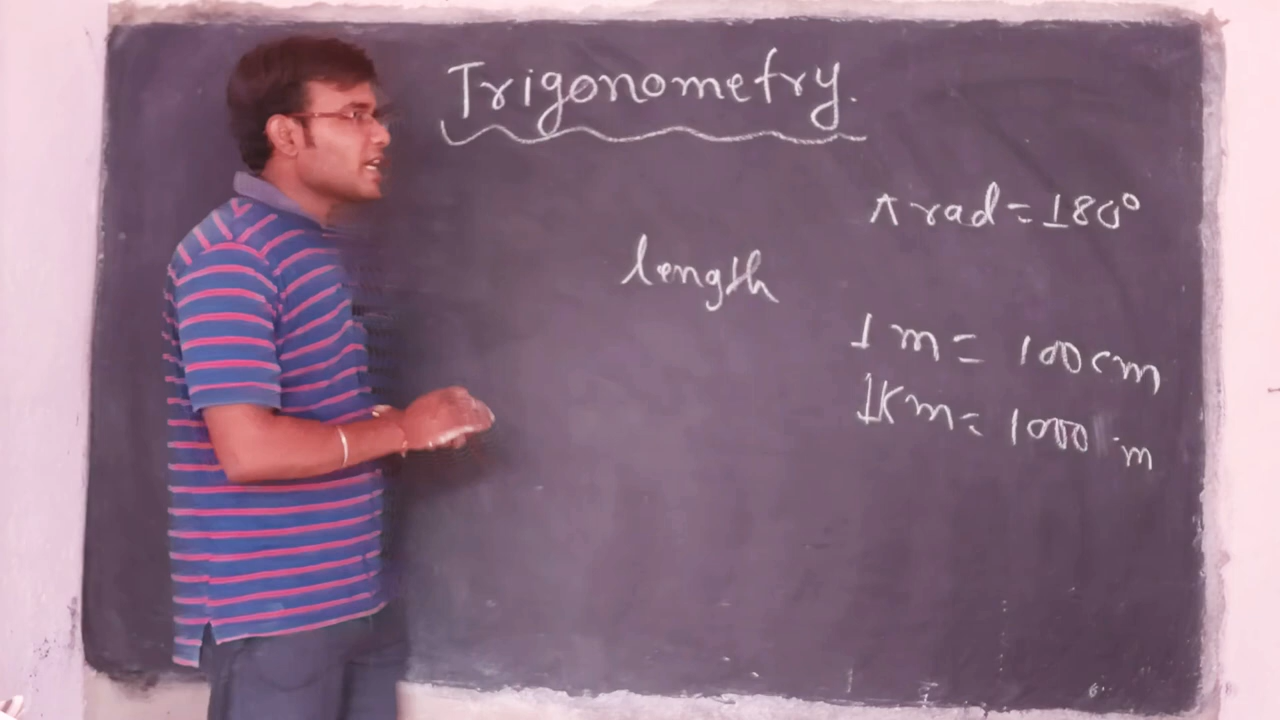 Trigonometry.
π rad = 180°
length
1 m = 100 cm
1 Km = 1000 m